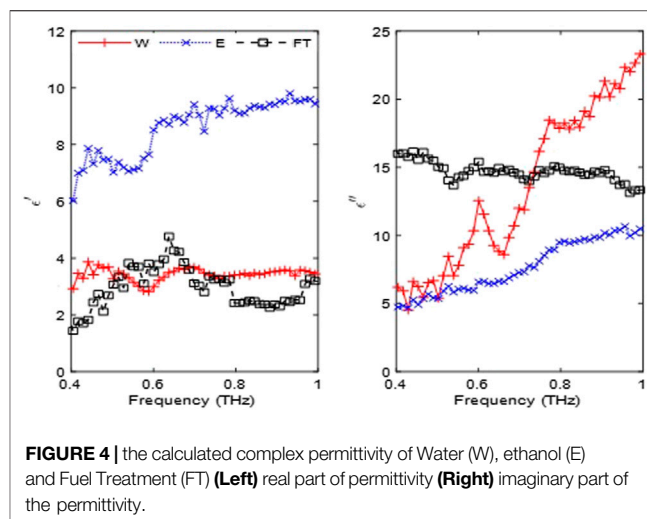 12
10
8
6
4
2
0
ε′
W E FT
0.4 0.6 0.8 1
Frequency (THz)
25
20
15
10
5
0
ε″
0.4 0.6 0.8 1
Frequency (THz)
FIGURE 4 | the calculated complex permittivity of Water (W), ethanol (E)
and Fuel Treatment (FT) (Left) real part of permittivity (Right) imaginary part of
the permittivity.